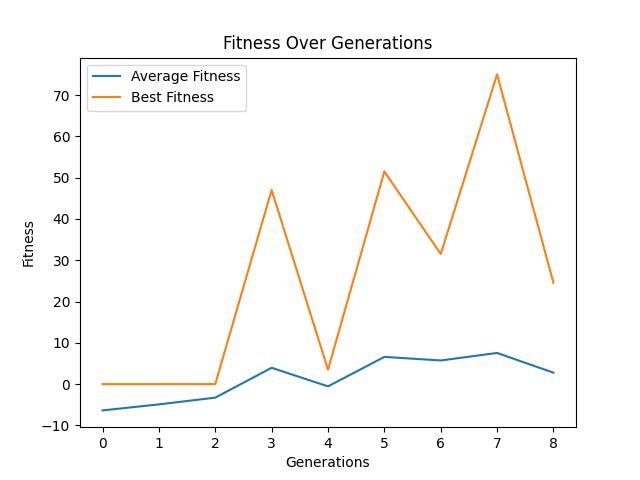 Fitness Over Generations
Average Fitness
Best Fitness
70
60
50
40
30
20
10
0
−10
Fitness
0 1 2 3 4 5 6 7 8
Generations